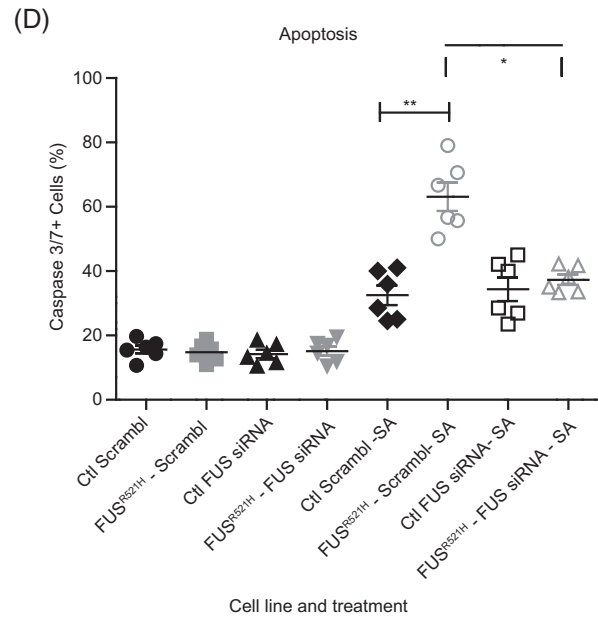 (D)
Apoptosis
*
**
100
80
60
40
20
0
Caspase 3/7+ Cells (%)
Ctl Scrambl
FUSR521H - Scrambl
Ctl FUS siRNA
FUSR521H - FUS siRNA
Ctl Scrambl -SA
FUSR521H - Scrambl- SA
Ctl FUS siRNA- SA
FUSR521H - FUS siRNA - SA
Cell line and treatment